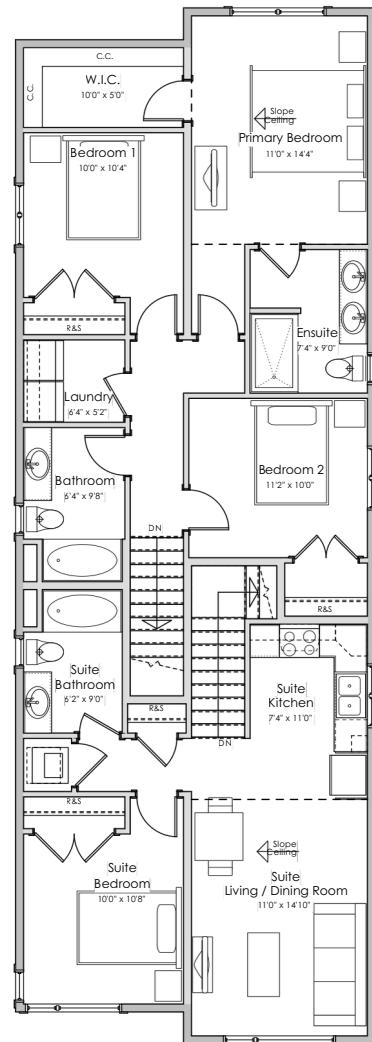 C.C.
C.C.
W.I.C.
10'0" x 5'0"
Slope
Ceiling
Primary Bedroom
11'0" x 14'4"
Bedroom 1
10'0" x 10'4"
R&S
Ensuite
7'4" x 9'0"
Laundry
6'4" x 5'2"
Bathroom
6'4" x 9'8"
Bedroom 2
11'2" x 10'0"
DN
R&S
Suite
Bathroom
6'2" x 9'0"
R&S
Suite
Kitchen
7'4" x 11'0"
DN
R&S
Slope
Ceiling
Suite
Bedroom
10'0" x 10'8"
Suite
Living / Dining Room
11'0" x 14'10"